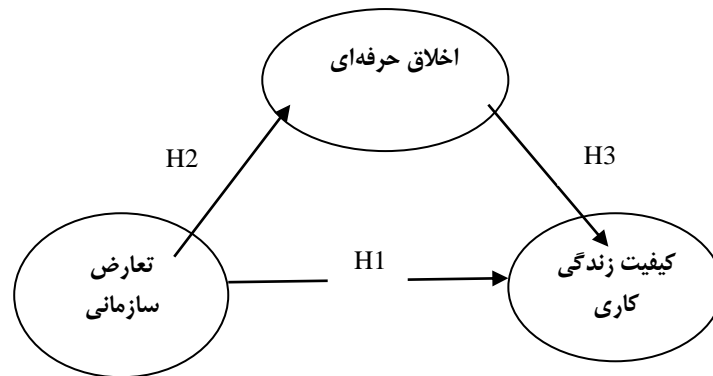 اخلاق حرفه‌ای
H2
H3
تعارض
سازمانی
H1
کیفیت زندگی
کاری